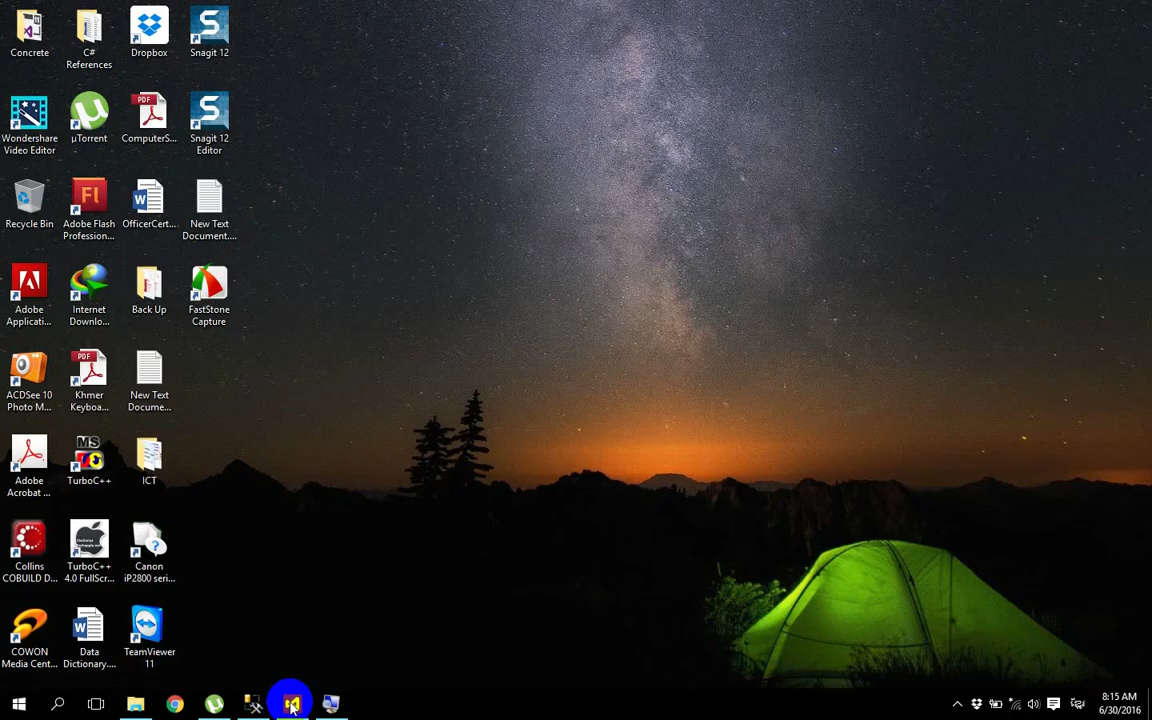 Concrete
C#
References
Dropbox
Snagit 12
Wondershare
Video Editor
µTorrent
ComputerS...
Snagit 12
Editor
Recycle Bin
Adobe Flash
Profession...
OfficerCert...
New Text
Document....
Adobe
Applicati...
Internet
Downlo...
Back Up
FastStone
Capture
ACDSee 10
Photo M...
Khmer
Keyboa...
New Text
Docume...
Adobe
Acrobat ...
TurboC++
ICT
Collins
COBUILD D...
TurboC++
4.0 FullScr...
Canon
iP2800 seri...
COWON
Media Cent...
Data
Dictionary....
TeamViewer
11
8:15 AM
6/30/2016